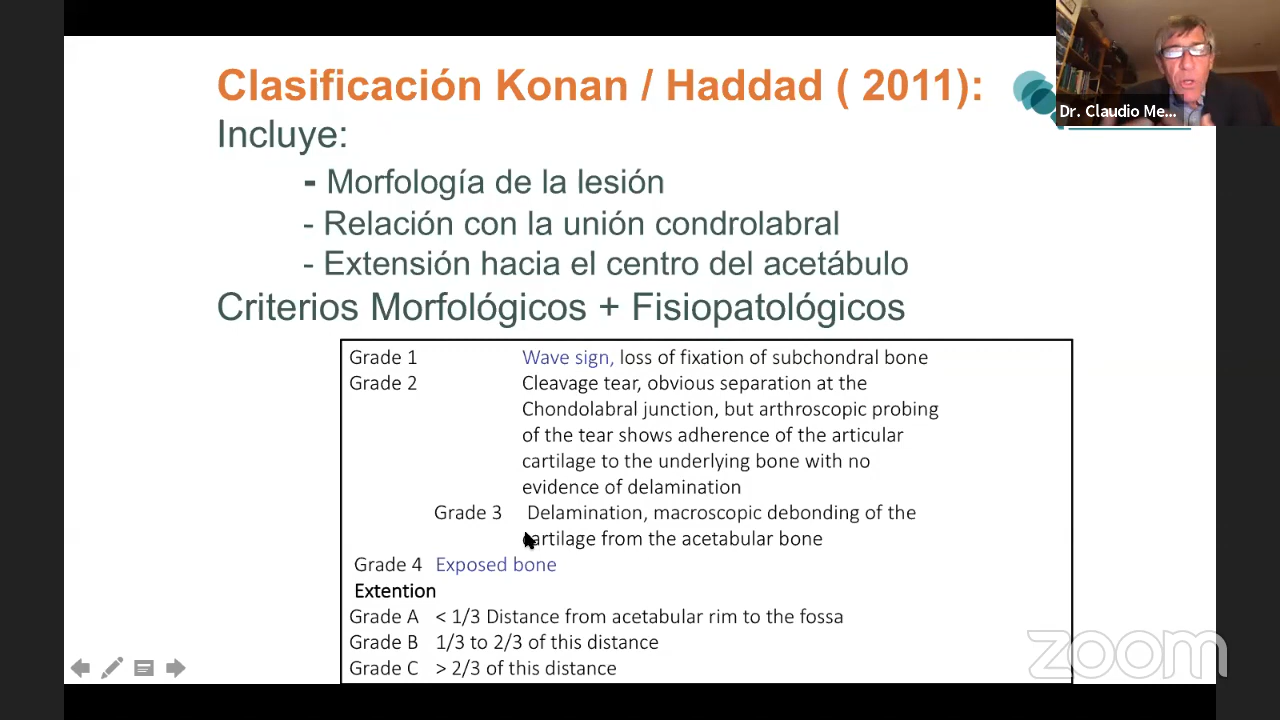 Clasificación Konan / Haddad ( 2011):
Incluye:
- Morfología de la lesión
- Relación con la unión condrolabral
- Extensión hacia el centro del acetábulo
Criterios Morfológicos + Fisiopatológicos
Grade 1 Wave sign, loss of fixation of subchondral bone
Grade 2 Cleavage tear, obvious separation at the
Chondolabral junction, but arthroscopic probing
of the tear shows adherence of the articular
cartilage to the underlying bone with no
evidence of delamination
Grade 3 Delamination, macroscopic debonding of the
cartilage from the acetabular bone
Grade 4 Exposed bone
Extention
Grade A < 1/3 Distance from acetabular rim to the fossa
Grade B 1/3 to 2/3 of this distance
Grade C > 2/3 of this distance
Dr. Claudio Me...
zoom